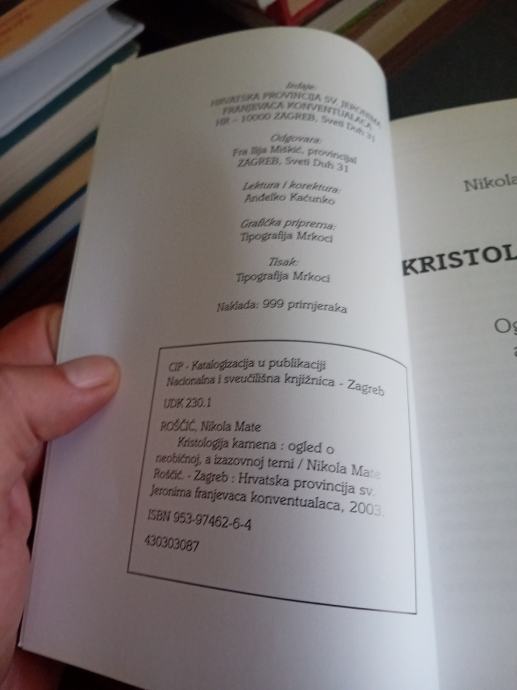 Izdaje:
HRVATSKA PROVINCIJA SV. JERONIMA
FRANJEVACA KONVENTUALACA
HR - 10000 ZAGREB, Sveti Duh 31
Odgovara:
Fra Ilija Miškić, provincijal
ZAGREB, Sveti Duh 31
Lektura i korektura:
Anđelko Kaćunko
Grafička priprema:
Tipografija Mrkoci
Tisak:
Tipografija Mrkoci
Naklada: 999 primjeraka
CIP - Katalogizacija u publikaciji
Nacionalna i sveučilišna knjižnica - Zagreb
UDK 230.1
ROŠČIĆ, Nikola Mate
Kristologija kamena : ogled o
neobičnoj, a izazovnoj temi / Nikola Mate
Roščić. - Zagreb : Hrvatska provincija sv.
Jeronima franjevaca konventualaca, 2003.
ISBN 953-97462-6-4
430303087
Nikola
KRISTOL
Og
a